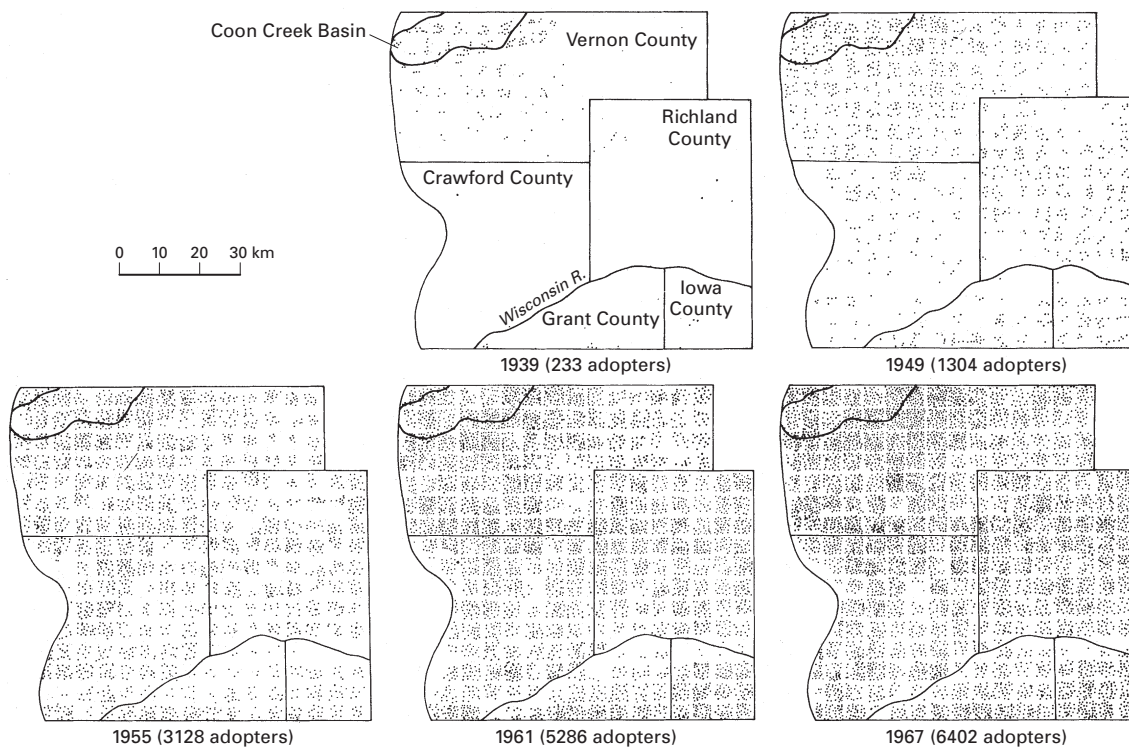 Coon Creek Basin
Vernon County
Richland
County
Crawford County
0 10 20 30 km
Wisconsin R.
Iowa
County
Grant County
1939 (233 adopters)
1949 (1304 adopters)
1955 (3128 adopters)
1961 (5286 adopters)
1967 (6402 adopters)